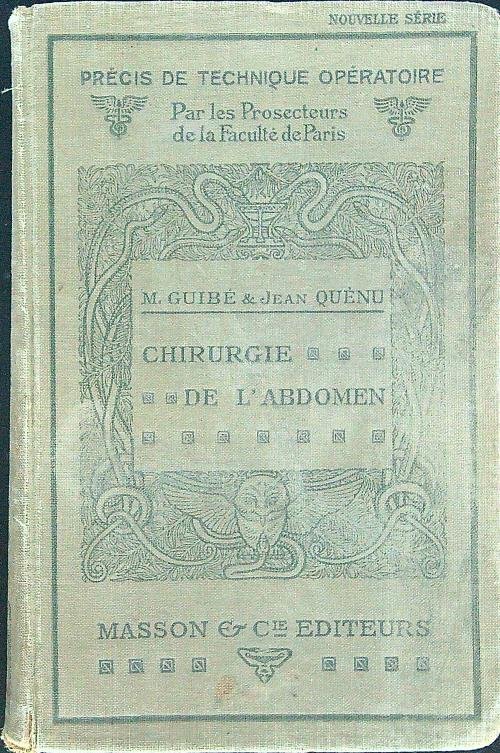 NOUVELLE SÉRIE
PRÉCIS DE TECHNIQUE OPÉRATOIRE
Par les Prosecteurs
de la Faculté de Paris
M. GUIBÉ & JEAN QUÉNU
CHIRURGIE
DE L'ABDOMEN
MASSON & CIE EDITEURS